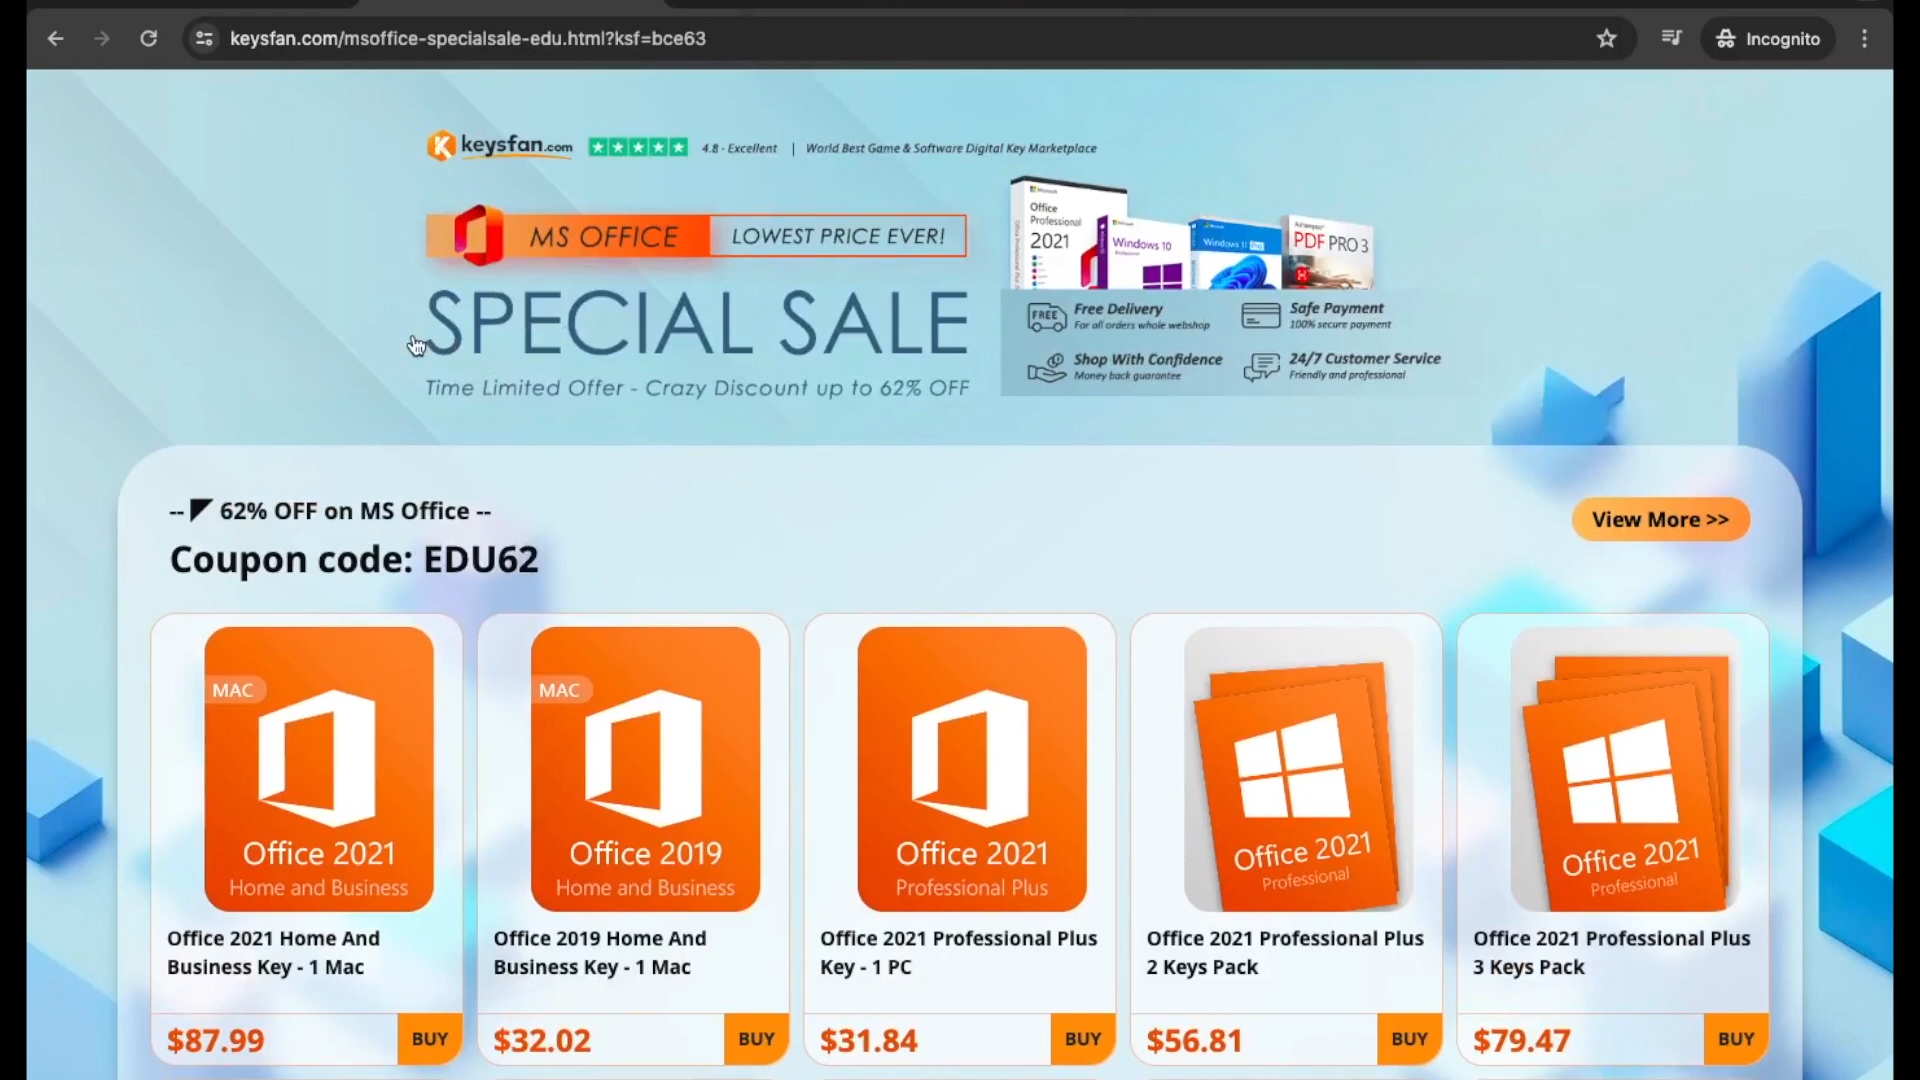 keysfan.com/msoffice-specialsale-edu.html?ksf=bce63
Incognito
keysfan.com 4.8 - Excellent | World Best Game & Software Digital Key Marketplace
MS OFFICE LOWEST PRICE EVER!
SPECIAL SALE
Time Limited Offer - Crazy Discount up to 62% OFF
Microsoft
Office
Professional
2021
Windows 10
Windows 11 Pro
PDF PRO 3
FREE
Free Delivery
For all orders whole webshop
Safe Payment
100% secure payment
Shop With Confidence
Money back guarantee
24/7 Customer Service
Friendly and professional
-- 62% OFF on MS Office --
Coupon code: EDU62
View More >>
MAC
Office 2021
Home and Business
Office 2021 Home And
Business Key - 1 Mac
$87.99 BUY
MAC
Office 2019
Home and Business
Office 2019 Home And
Business Key - 1 Mac
$32.02 BUY
Office 2021
Professional Plus
Office 2021 Professional Plus
Key - 1 PC
$31.84 BUY
Office 2021
Professional
Office 2021 Professional Plus
2 Keys Pack
$56.81 BUY
Office 2021
Professional
Office 2021 Professional Plus
3 Keys Pack
$79.47 BUY